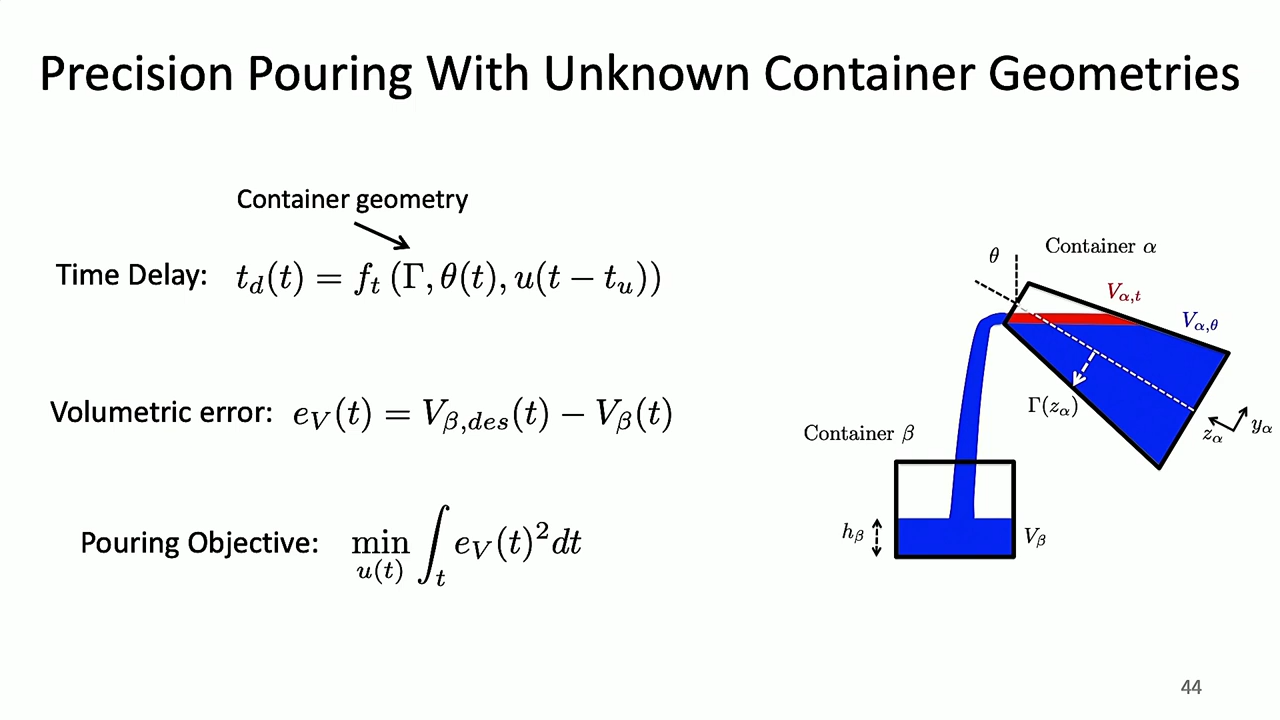 Precision Pouring With Unknown Container Geometries
Container geometry
Time Delay: t_d(t) = f_t (Γ, θ(t), u(t − t_u))
Volumetric error: e_V(t) = V_{β,des}(t) − V_β(t)
Pouring Objective: min_{u(t)} ∫_t e_V(t)^2 dt
θ
Container α
V_{α,t}
V_{α,θ}
Γ(z_α)
z_α
y_α
Container β
h_β
V_β
44